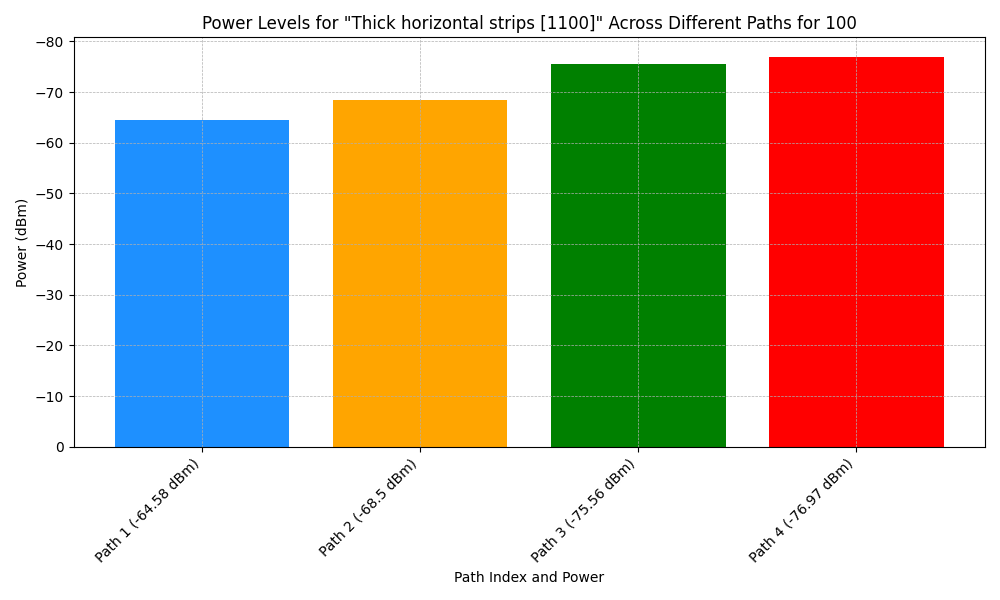 Power Levels for "Thick horizontal strips [1100]" Across Different Paths for 100
Power (dBm)
−80
−70
−60
−50
−40
−30
−20
−10
0
Path 1 (-64.58 dBm)
Path 2 (-68.5 dBm)
Path 3 (-75.56 dBm)
Path 4 (-76.97 dBm)
Path Index and Power